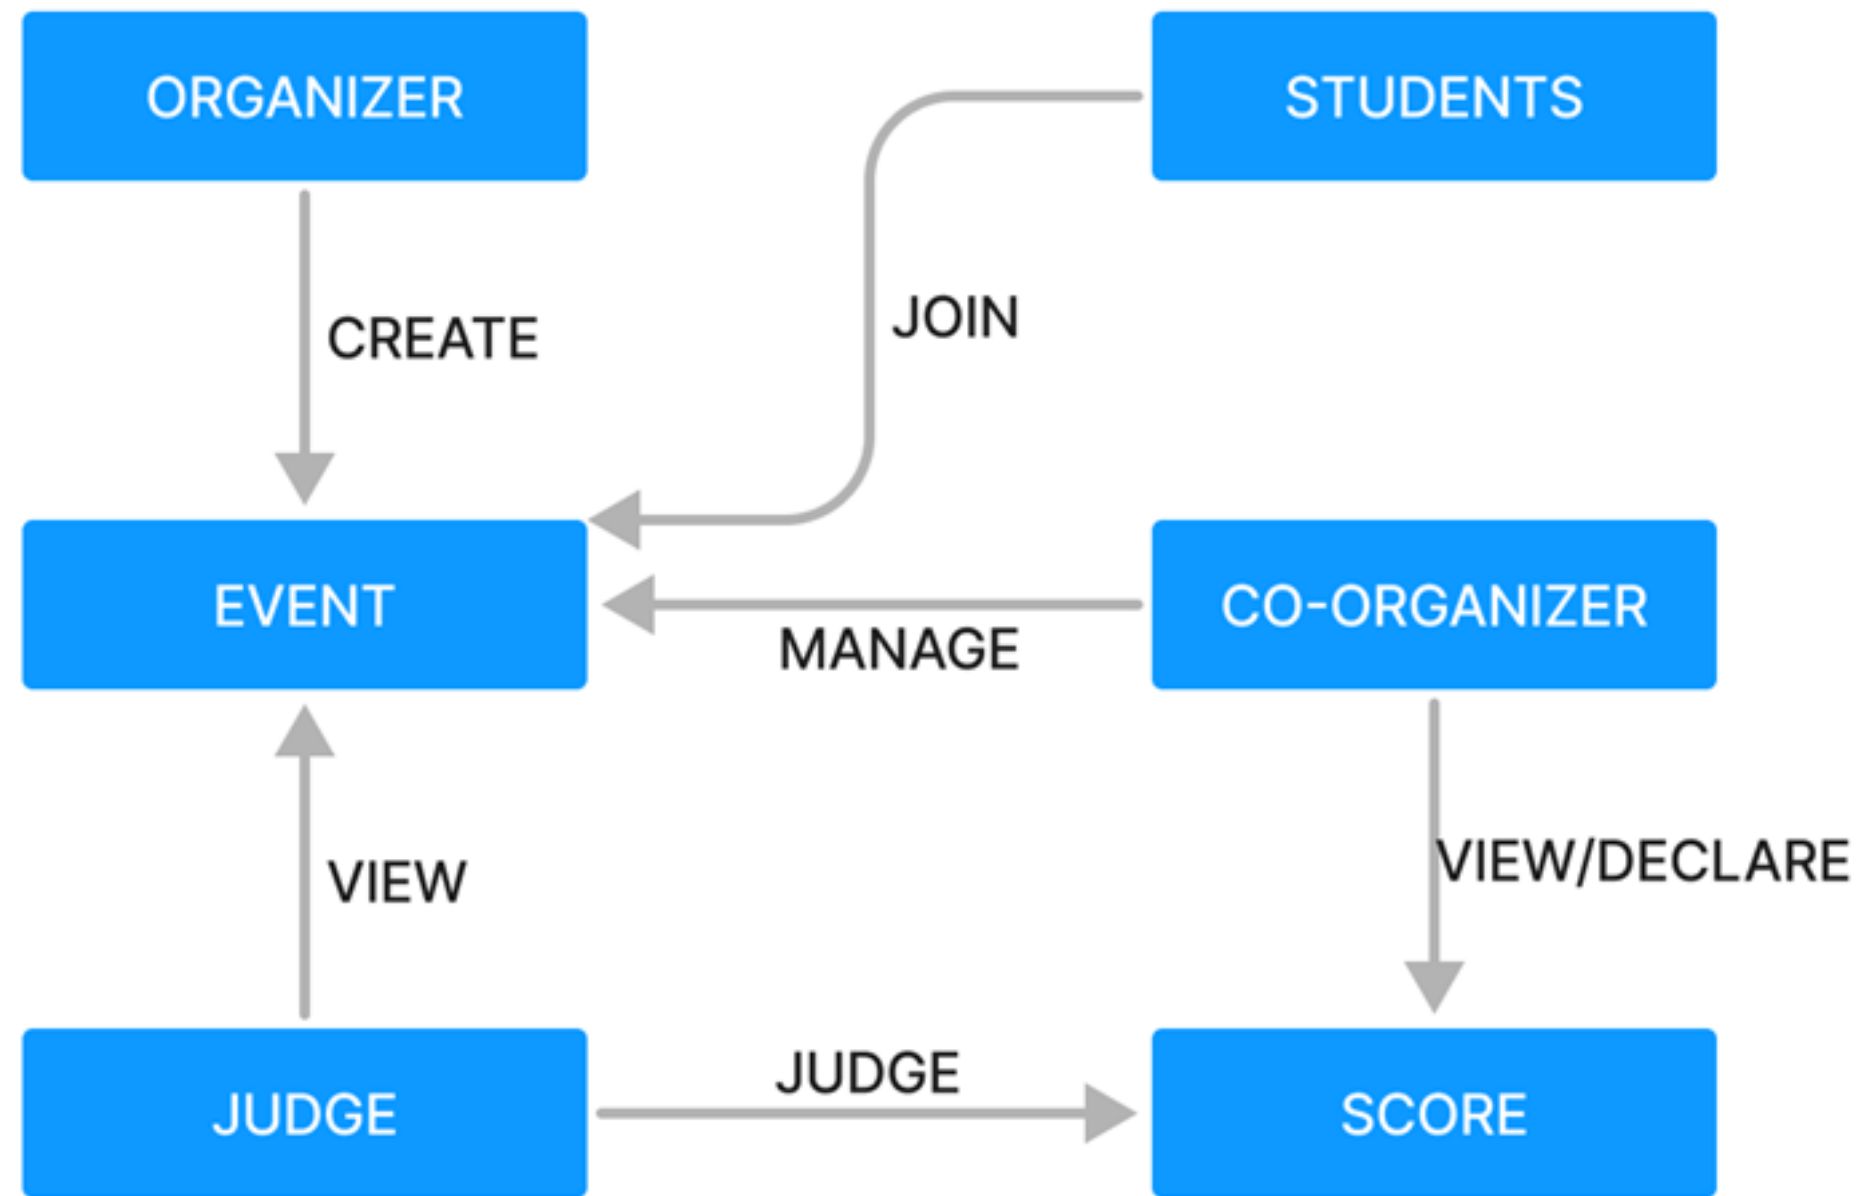 ORGANIZER
STUDENTS
CREATE
JOIN
EVENT
CO-ORGANIZER
MANAGE
VIEW
VIEW/DECLARE
JUDGE
JUDGE
SCORE